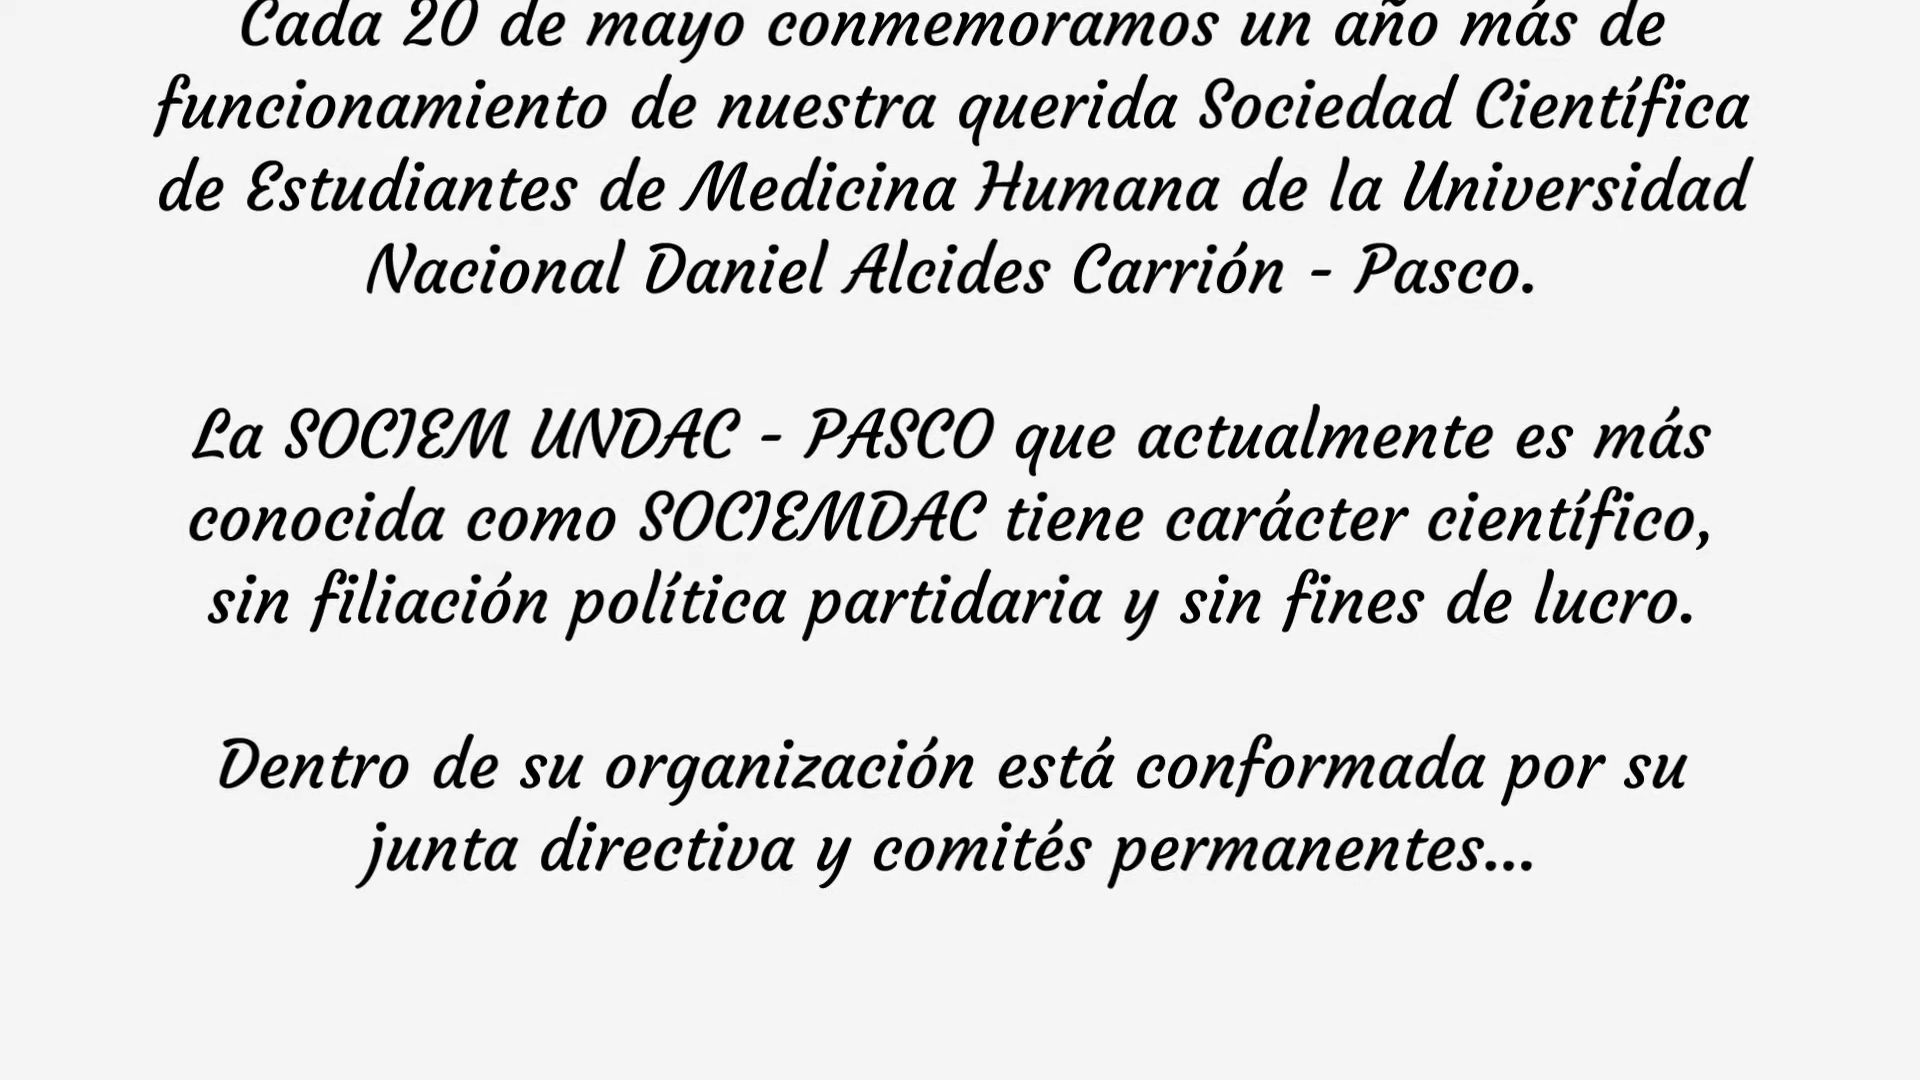 Cada 20 de mayo conmemoramos un año más de
funcionamiento de nuestra querida Sociedad Científica
de Estudiantes de Medicina Humana de la Universidad
Nacional Daniel Alcides Carrión - Pasco.
La SOCIEM UNDAC - PASCO que actualmente es más
conocida como SOCIEMDAC tiene carácter científico,
sin filiación política partidaria y sin fines de lucro.
Dentro de su organización está conformada por su
junta directiva y comités permanentes...